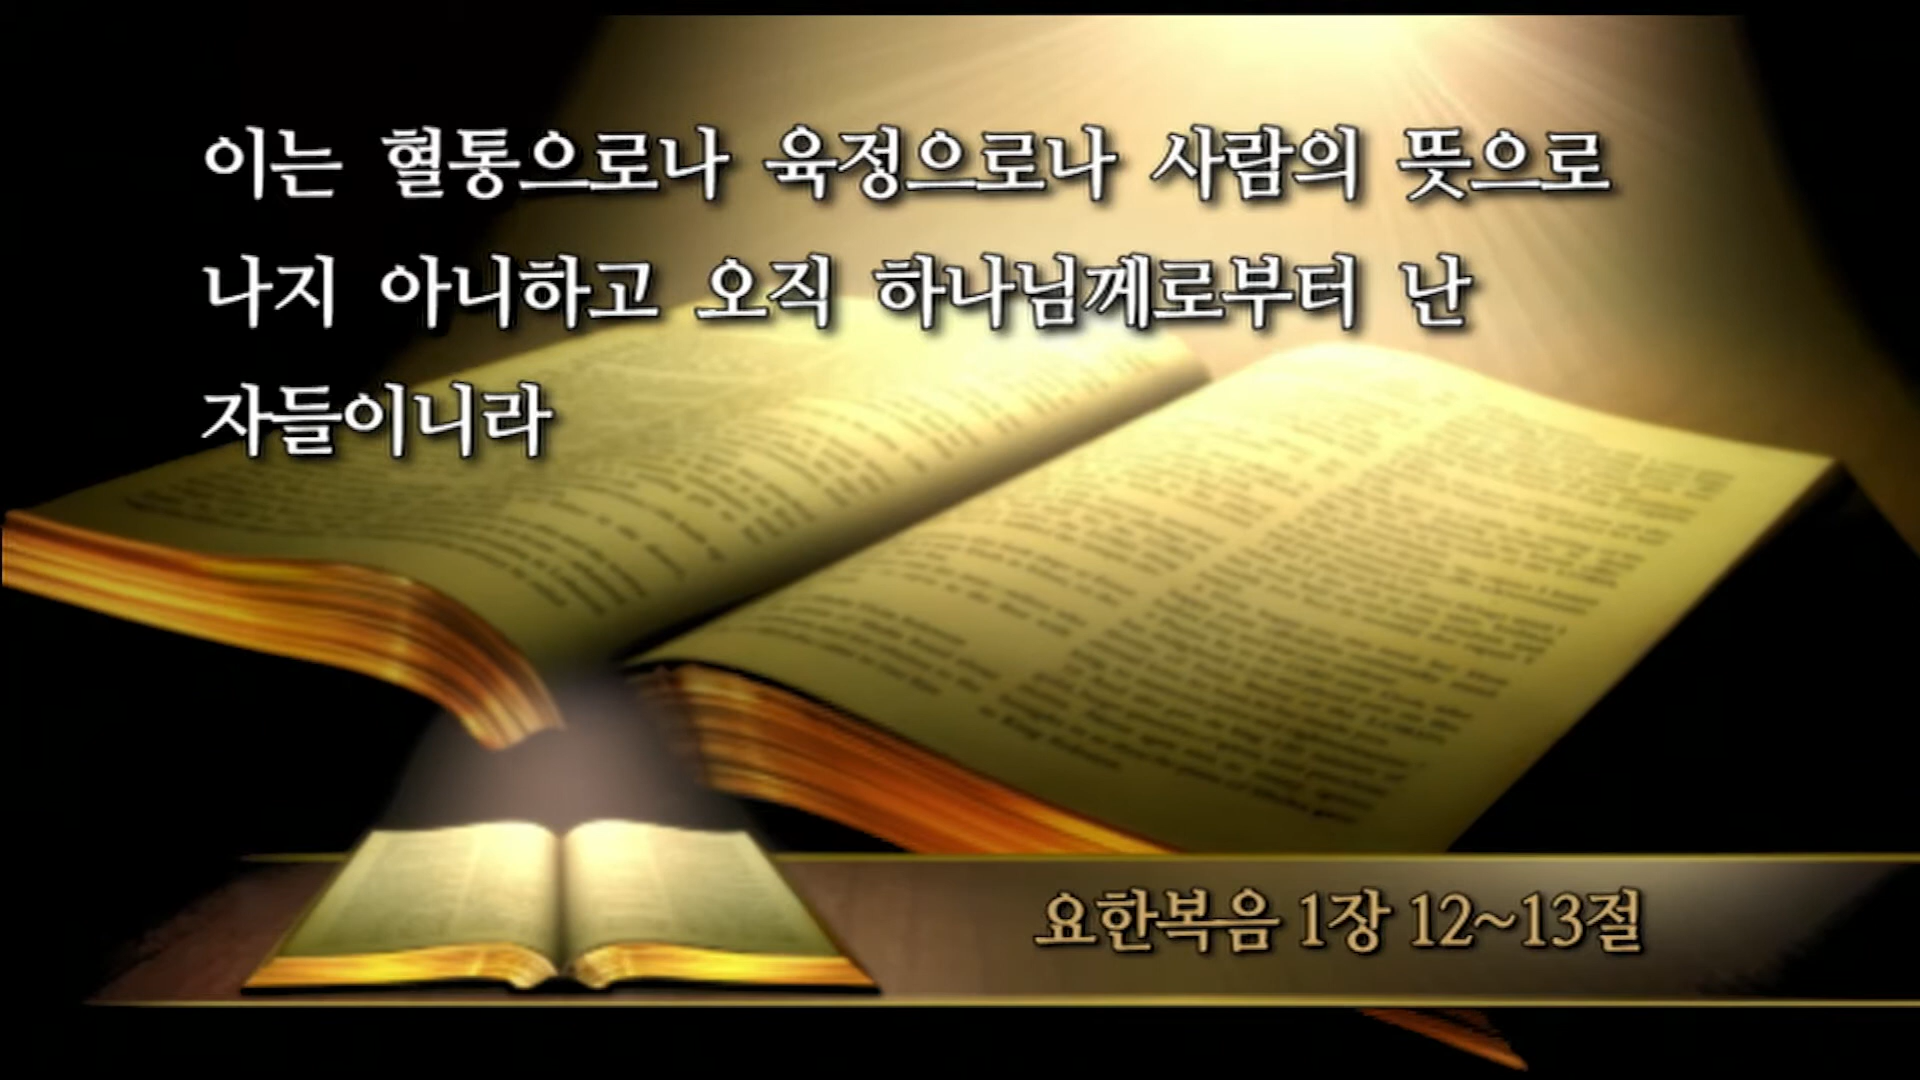 이는 혈통으로나 육정으로나 사람의 뜻으로
나지 아니하고 오직 하나님께로부터 난
자들이니라
요한복음 1장 12~13절